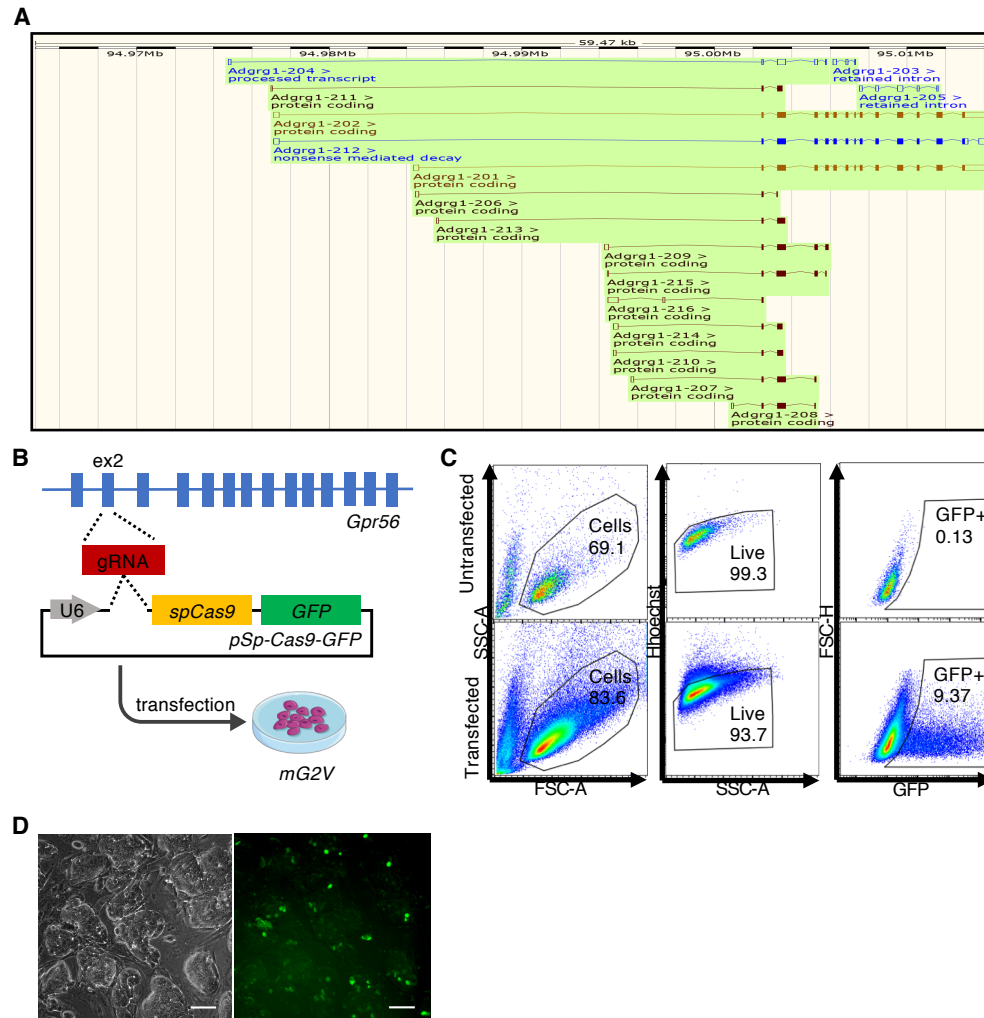 A
59.47 kb
94.97Mb 94.98Mb 94.99Mb 95.00Mb 95.01Mb
Adgrg1-204 >
processed transcript
Adgrg1-203 >
retained intron
Adgrg1-211 >
protein coding
Adgrg1-205 >
retained intron
Adgrg1-202 >
protein coding
Adgrg1-212 >
nonsense mediated decay
Adgrg1-201 >
protein coding
Adgrg1-206 >
protein coding
Adgrg1-213 >
protein coding
Adgrg1-209 >
protein coding
Adgrg1-215 >
protein coding
Adgrg1-216 >
protein coding
Adgrg1-214 >
protein coding
Adgrg1-210 >
protein coding
Adgrg1-207 >
protein coding
Adgrg1-208 >
protein coding
B
ex2
Gpr56
gRNA
U6
spCas9
GFP
pSp-Cas9-GFP
transfection
mG2V
C
Untransfected
Transfected
SSC-A
Cells
69.1
Cells
83.6
FSC-A
Hhoechst
Live
99.3
Live
93.7
SSC-A
FSC-H
GFP+
0.13
GFP+
9.37
GFP
D